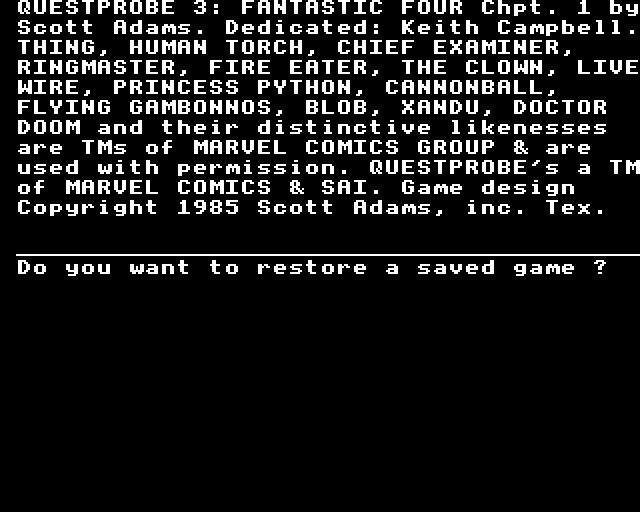 QUESTPROBE 3: FANTASTIC FOUR Chpt. 1 by
Scott Adams. Dedicated: Keith Campbell.
THING, HUMAN TORCH, CHIEF EXAMINER,
RINGMASTER, FIRE EATER, THE CLOWN, LIVE
WIRE, PRINCESS PYTHON, CANNONBALL,
FLYING GAMBONNOS, BLOB, XANDU, DOCTOR
DOOM and their distinctive likenesses
are TMs of MARVEL COMICS GROUP & are
used with permission. QUESTPROBE's a TM
of MARVEL COMICS & SAI. Game design
Copyright 1985 Scott Adams, inc. Tex.
Do you want to restore a saved game ?